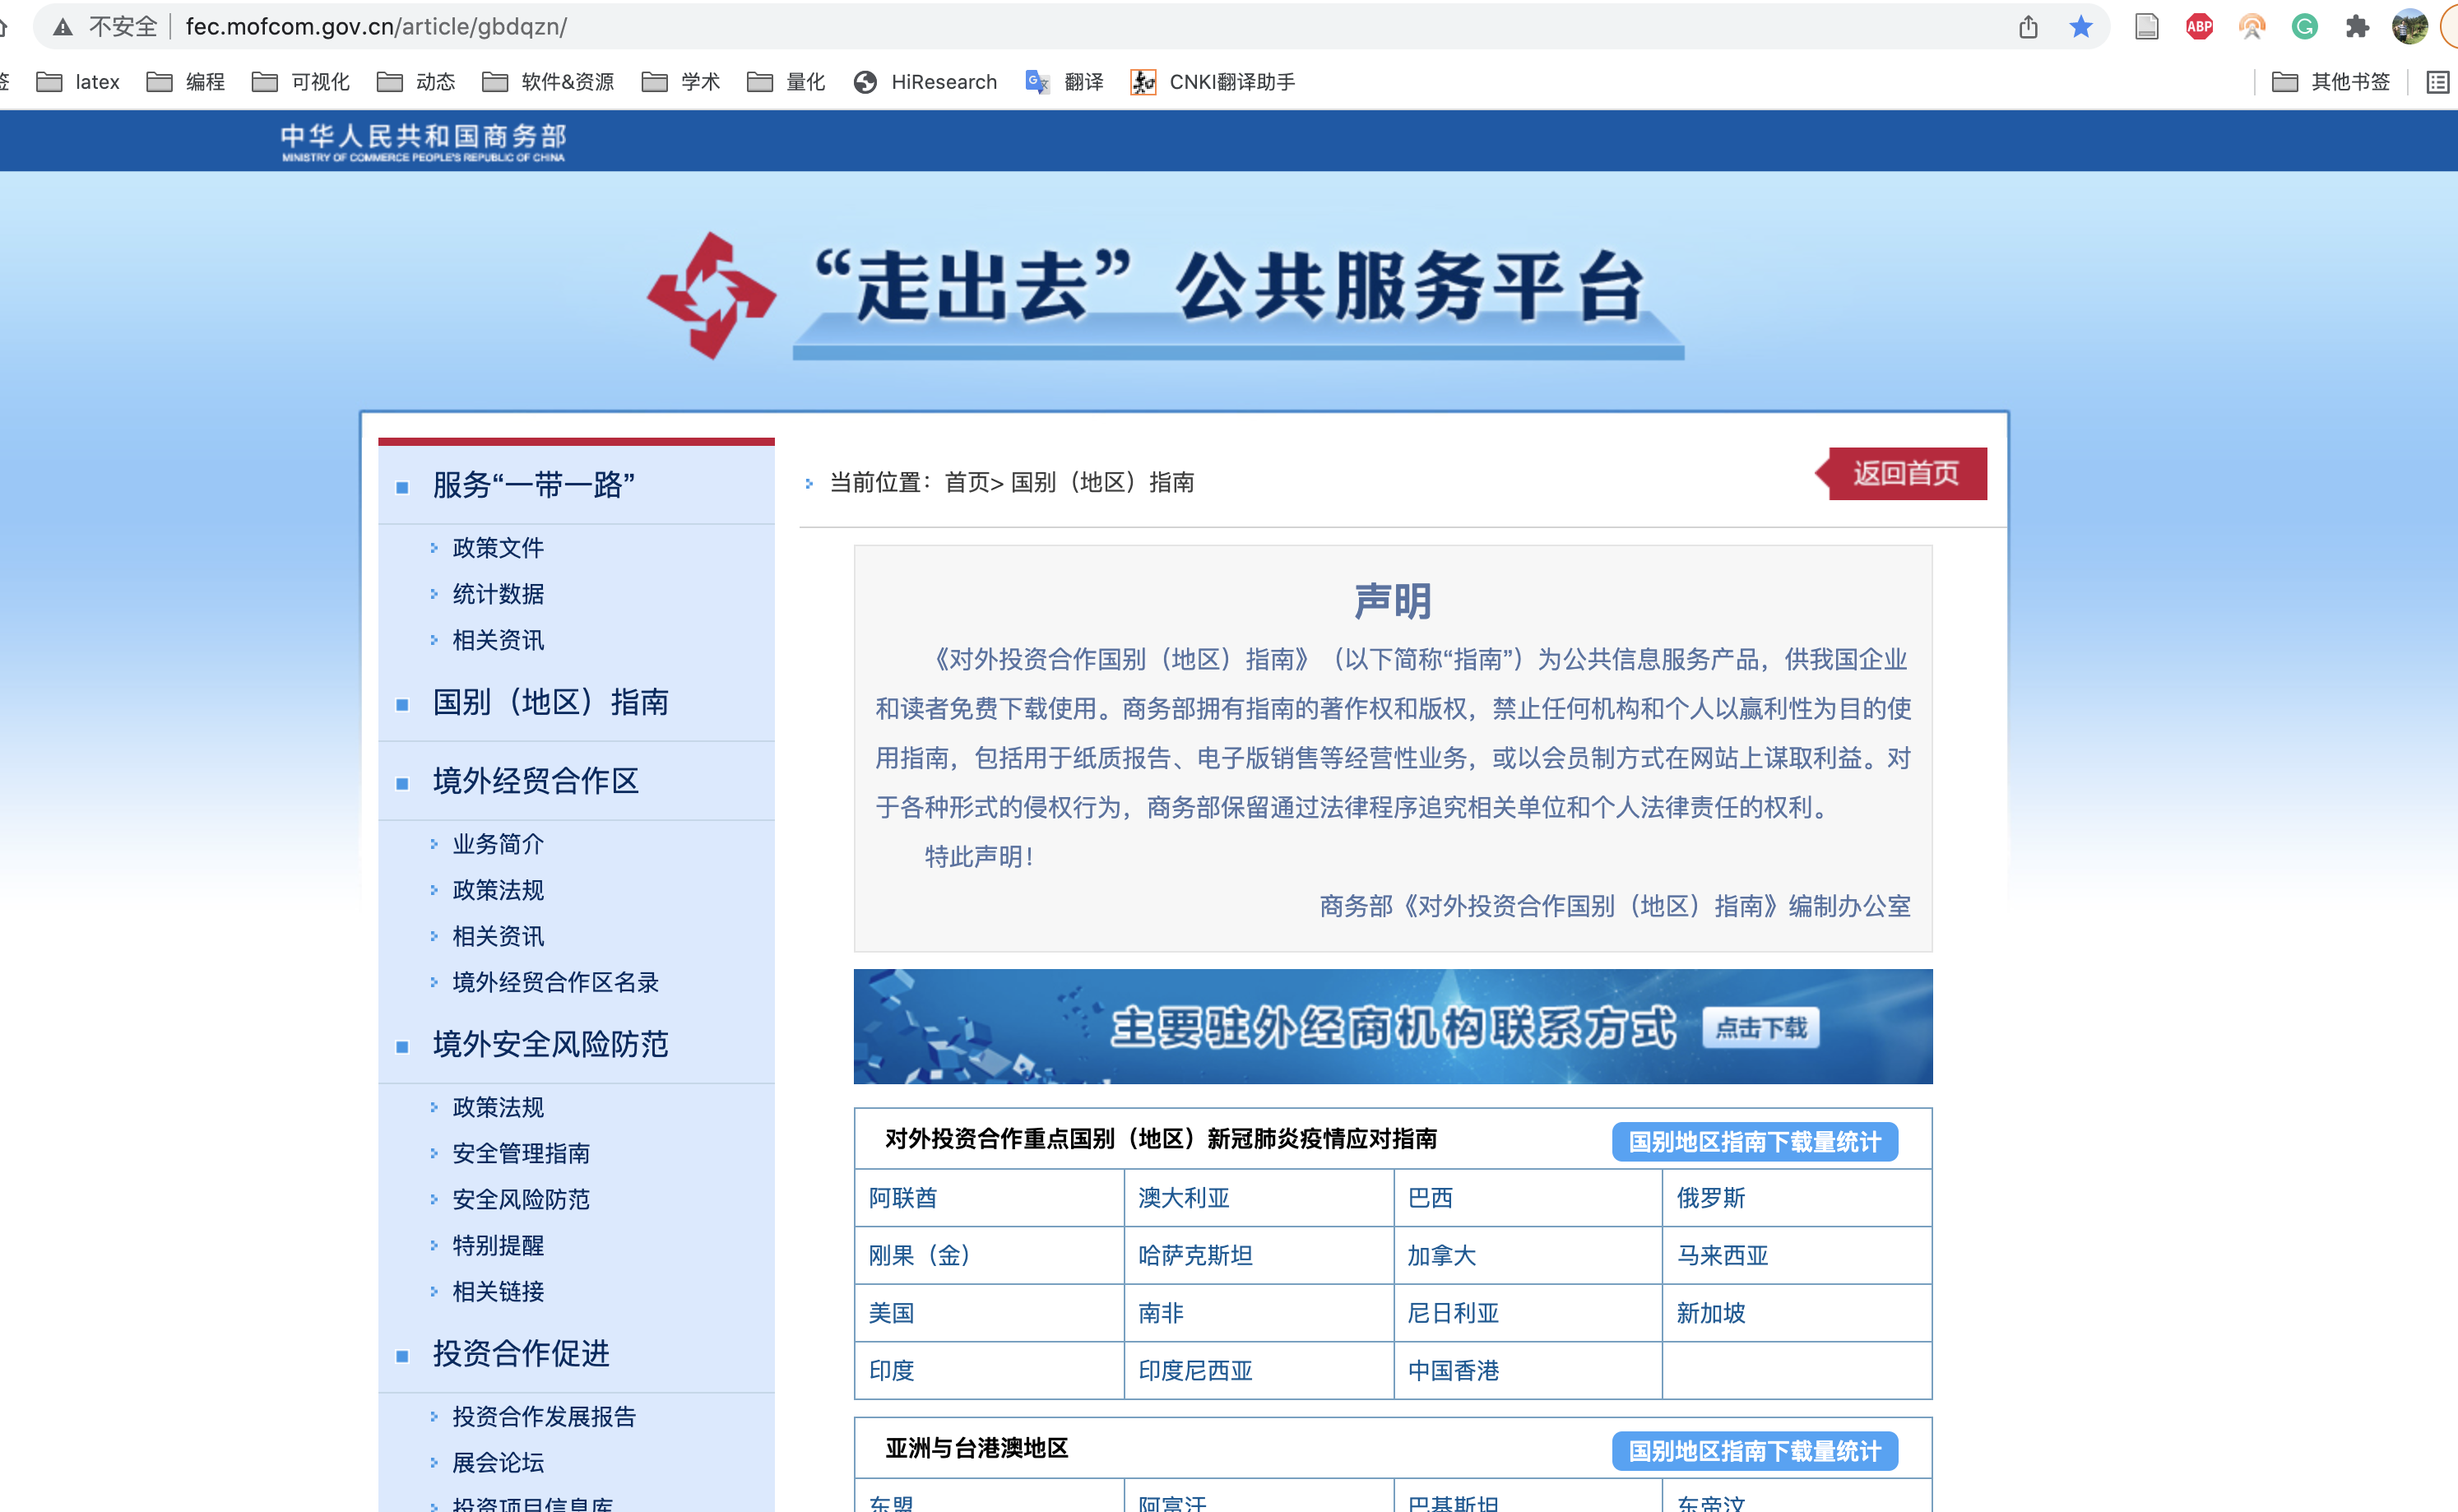 不安全 fec.mofcom.gov.cn/article/gbdqzn/
ABP
G
签 latex 编程 可视化 动态 软件&资源 学术 量化 HiResearch 翻译 CNKI翻译助手 其他书签
中华人民共和国商务部
MINISTRY OF COMMERCE PEOPLE'S REPUBLIC OF CHINA
“走出去”公共服务平台
服务“一带一路”
政策文件
统计数据
相关资讯
国别（地区）指南
境外经贸合作区
业务简介
政策法规
相关资讯
境外经贸合作区名录
境外安全风险防范
政策法规
安全管理指南
安全风险防范
特别提醒
相关链接
投资合作促进
投资合作发展报告
展会论坛
投资项目信息库
当前位置：首页> 国别（地区）指南
返回首页
声明
《对外投资合作国别（地区）指南》（以下简称“指南”）为公共信息服务产品，供我国企业
和读者免费下载使用。商务部拥有指南的著作权和版权，禁止任何机构和个人以赢利性为目的使
用指南，包括用于纸质报告、电子版销售等经营性业务，或以会员制方式在网站上谋取利益。对
于各种形式的侵权行为，商务部保留通过法律程序追究相关单位和个人法律责任的权利。
特此声明！
商务部《对外投资合作国别（地区）指南》编制办公室
主要驻外经商机构联系方式 点击下载
对外投资合作重点国别（地区）新冠肺炎疫情应对指南 国别地区指南下载量统计
阿联酋 澳大利亚 巴西 俄罗斯
刚果（金） 哈萨克斯坦 加拿大 马来西亚
美国 南非 尼日利亚 新加坡
印度 印度尼西亚 中国香港
亚洲与台港澳地区 国别地区指南下载量统计
东盟 阿富汗 巴基斯坦 东帝汶